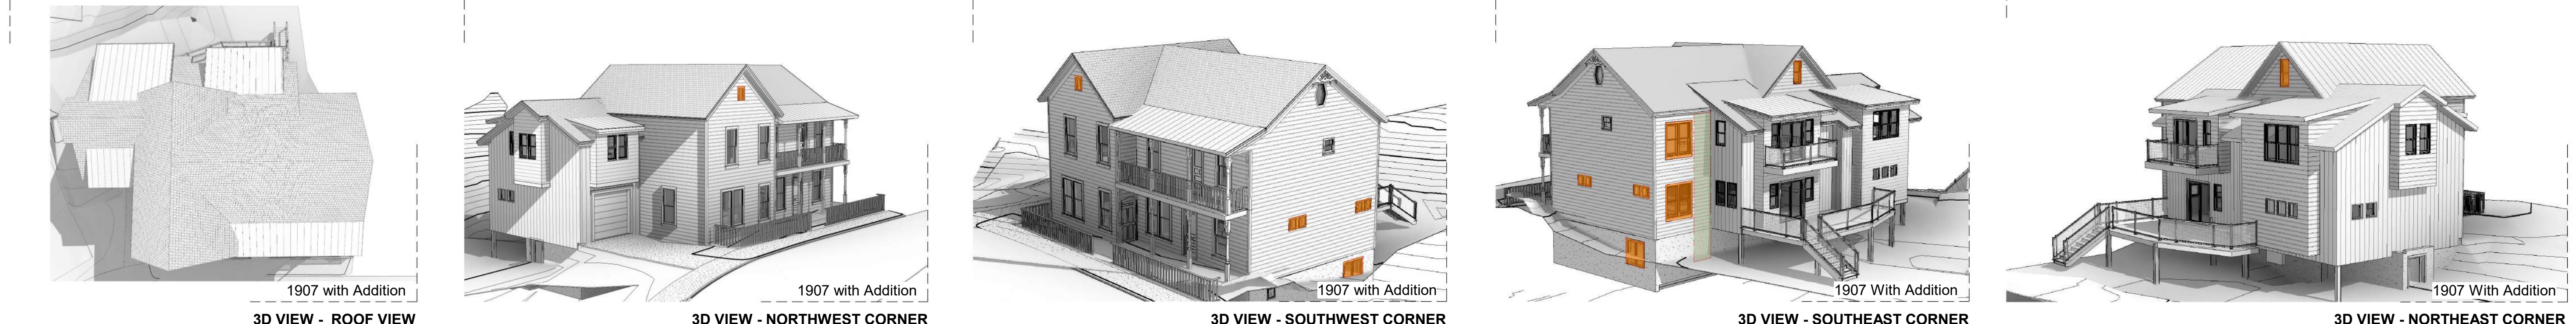 1907 with Addition
3D VIEW - ROOF VIEW
1907 with Addition
3D VIEW - NORTHWEST CORNER
1907 with Addition
3D VIEW - SOUTHWEST CORNER
1907 With Addition
3D VIEW - SOUTHEAST CORNER
1907 With Addition
3D VIEW - NORTHEAST CORNER